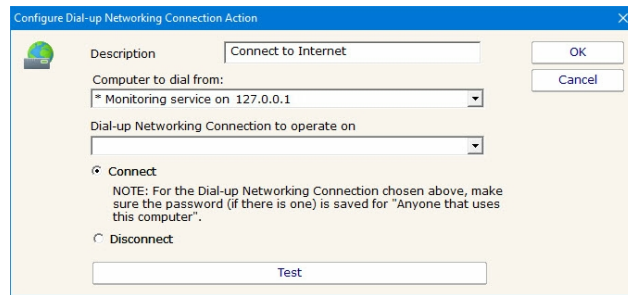 Configure Dial-up Networking Connection Action
Description
Connect to Internet
OK
Computer to dial from:
Cancel
* Monitoring service on 127.0.0.1
Dial-up Networking Connection to operate on
Connect
NOTE: For the Dial-up Networking Connection chosen above, make
sure the password (if there is one) is saved for "Anyone that uses
this computer".
Disconnect
Test